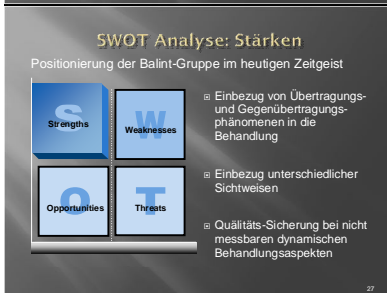 SWOT Analyse: Stärken
Positionierung der Balint-Gruppe im heutigen Zeitgeist
S
Strengths
W
Weaknesses
O
Opportunities
T
Threats
Einbezug von Übertragungs-
und Gegenübertragungs-
phänomenen in die
Behandlung
Einbezug unterschiedlicher
Sichtweisen
Quälitäts-Sicherung bei nicht
messbaren dynamischen
Behandlungsaspekten
27